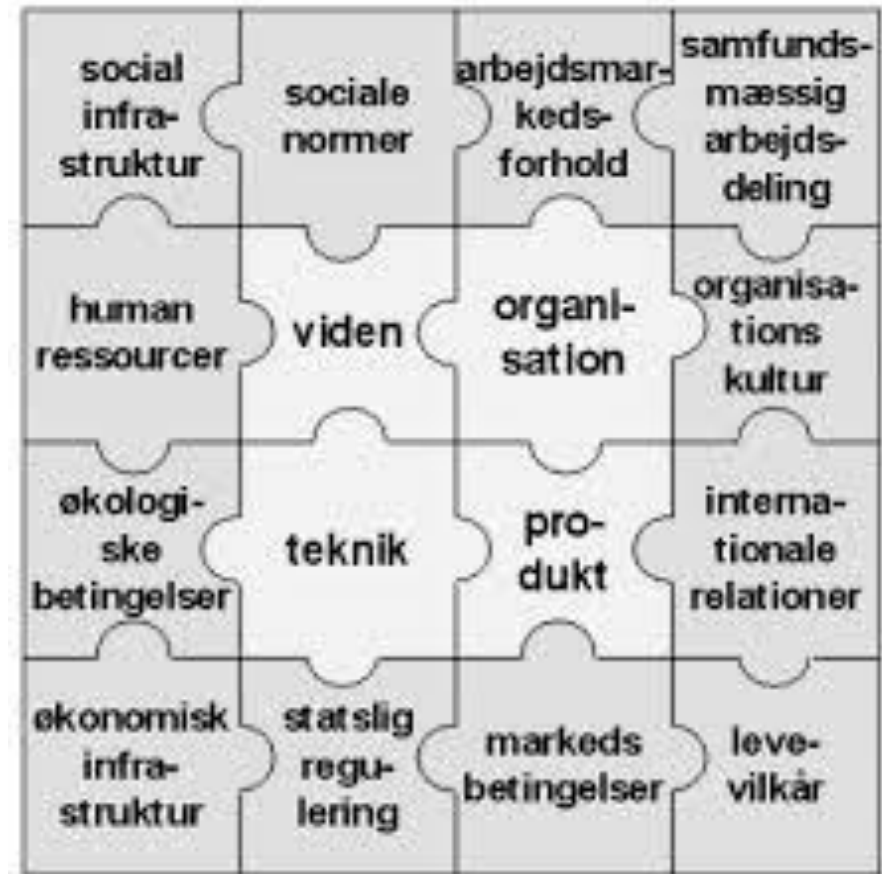 social
infra-
struktur
sociale
normer
arbejdsmar-
keds-
forhold
samfunds-
mæssig
arbejds-
deling
human
ressourcer
viden
organi-
sation
organisa-
tions
kultur
økologi-
ske
betingelser
teknik
pro-
dukt
interna-
tionale
relationer
økonomisk
infra-
struktur
statslig
regu-
lering
markeds
betingelser
leve-
vilkår